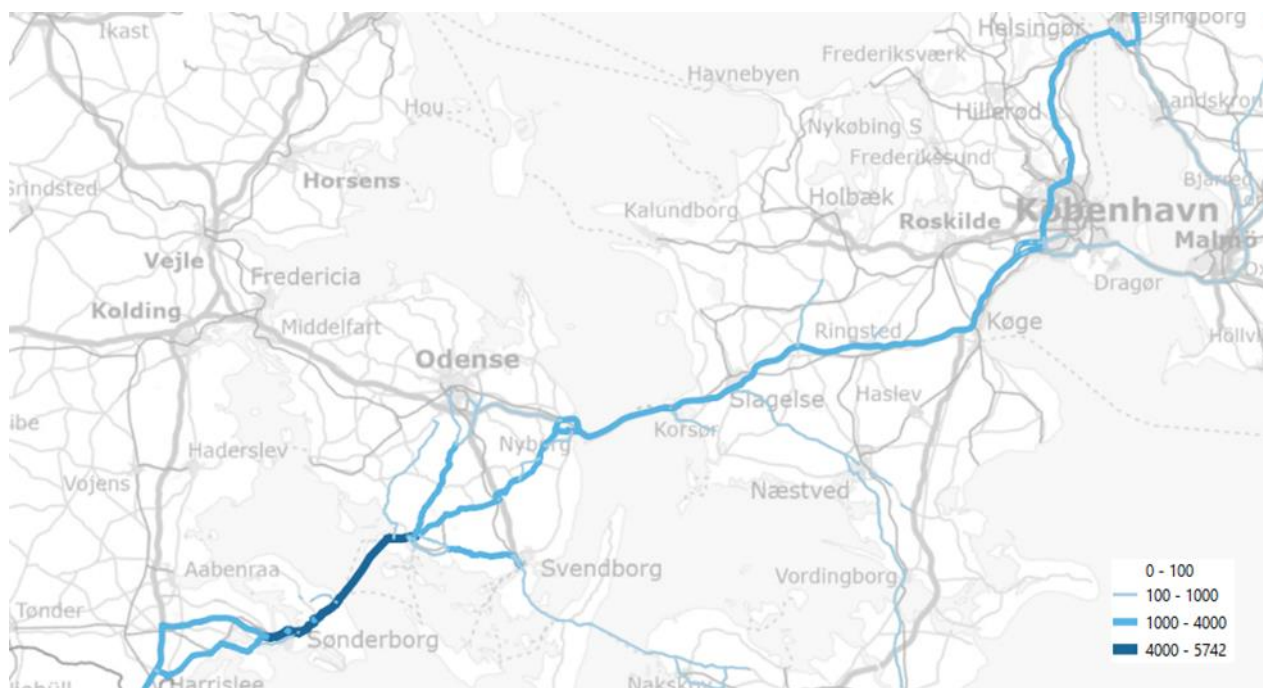 Ikast
Helsingør
Helsingborg
Havnebyen
Frederiksværk
Hou
Hillerød
Landskron
Nykøbing S
Frederikssund
Horsens
Holbæk
Bjärred
Kalundborg
Roskilde
København
Malmö
Vejle
Fredericia
Dragør
Kolding
Middelfart
Ringsted
Køge
Odense
Slagelse
Haslev
Nyborg
Korsør
Haderslev
Vojens
Næstved
Aabenraa
Svendborg
Vordingborg
Tønder
Sønderborg
Harrislee
0 - 100
100 - 1000
1000 - 4000
4000 - 5742